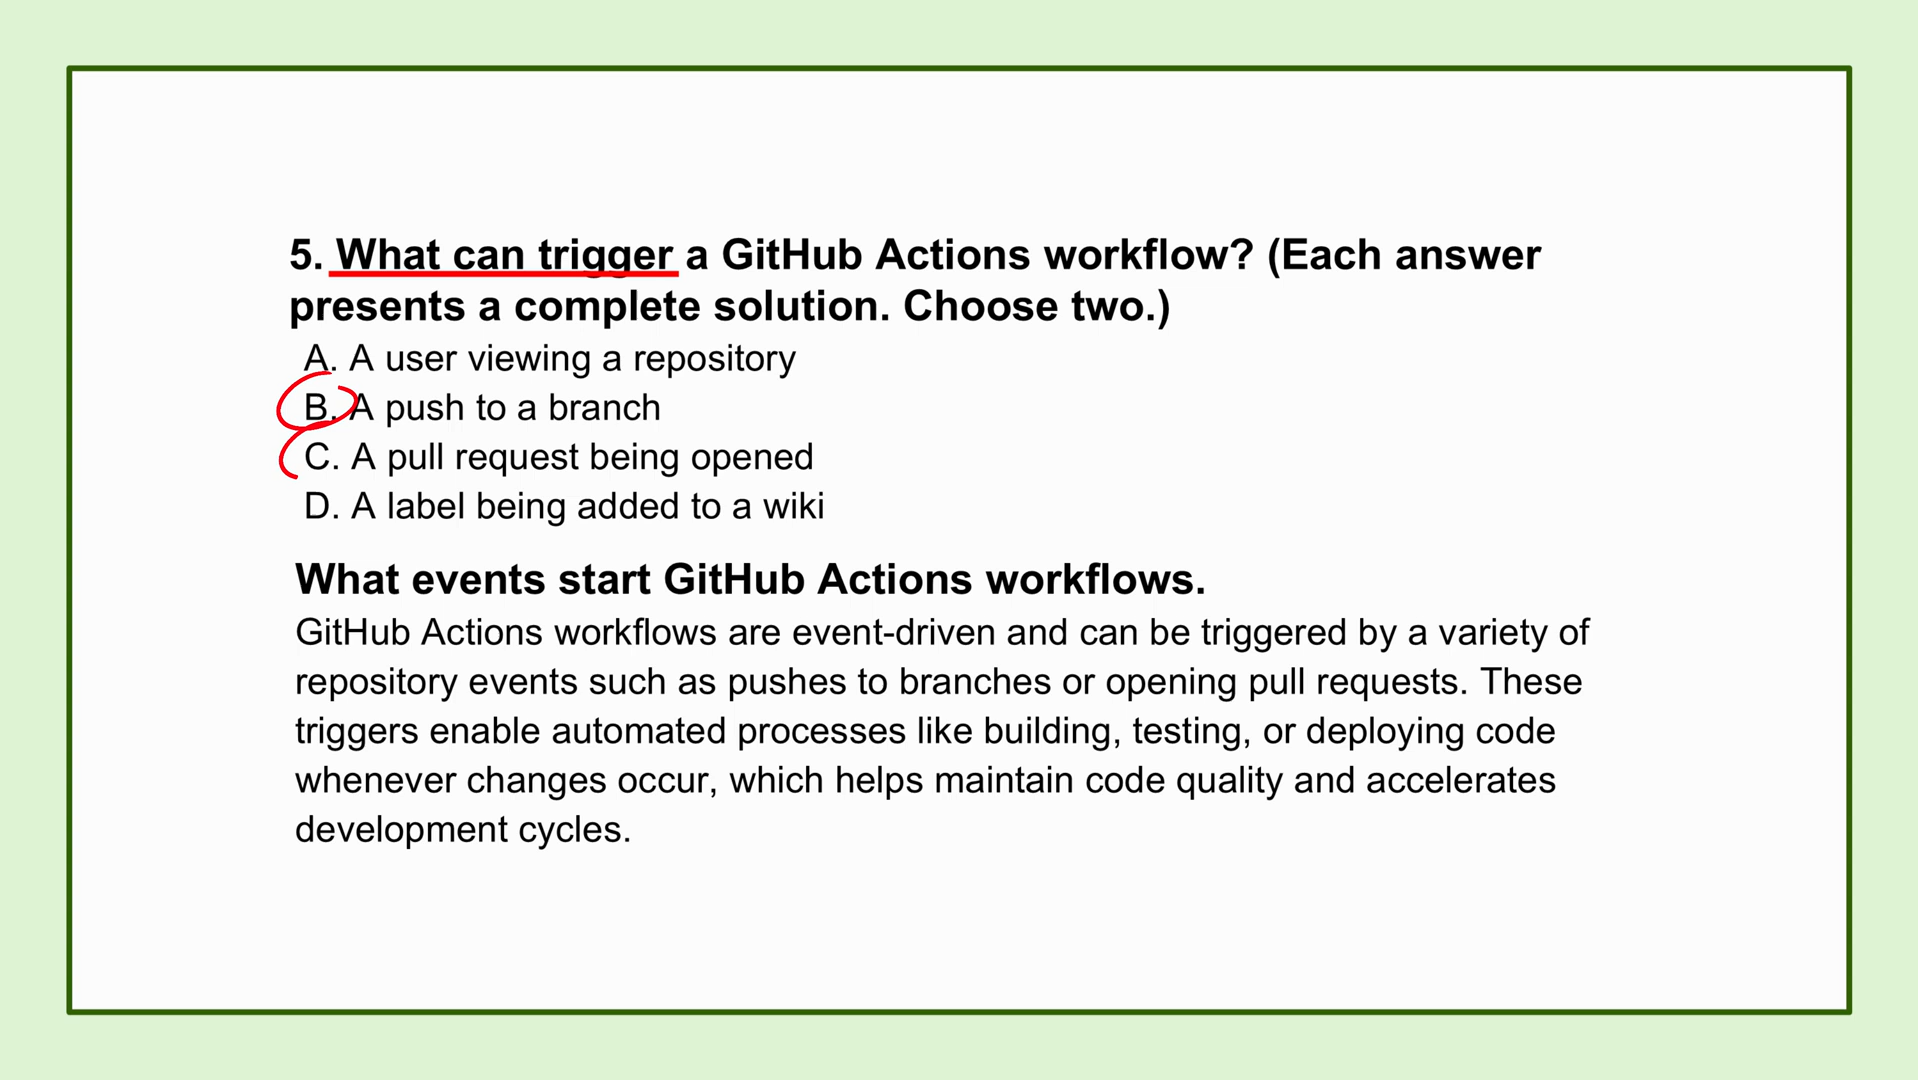 5. What can trigger a GitHub Actions workflow? (Each answer
presents a complete solution. Choose two.)
A. A user viewing a repository
B. A push to a branch
C. A pull request being opened
D. A label being added to a wiki
What events start GitHub Actions workflows.
GitHub Actions workflows are event-driven and can be triggered by a variety of
repository events such as pushes to branches or opening pull requests. These
triggers enable automated processes like building, testing, or deploying code
whenever changes occur, which helps maintain code quality and accelerates
development cycles.